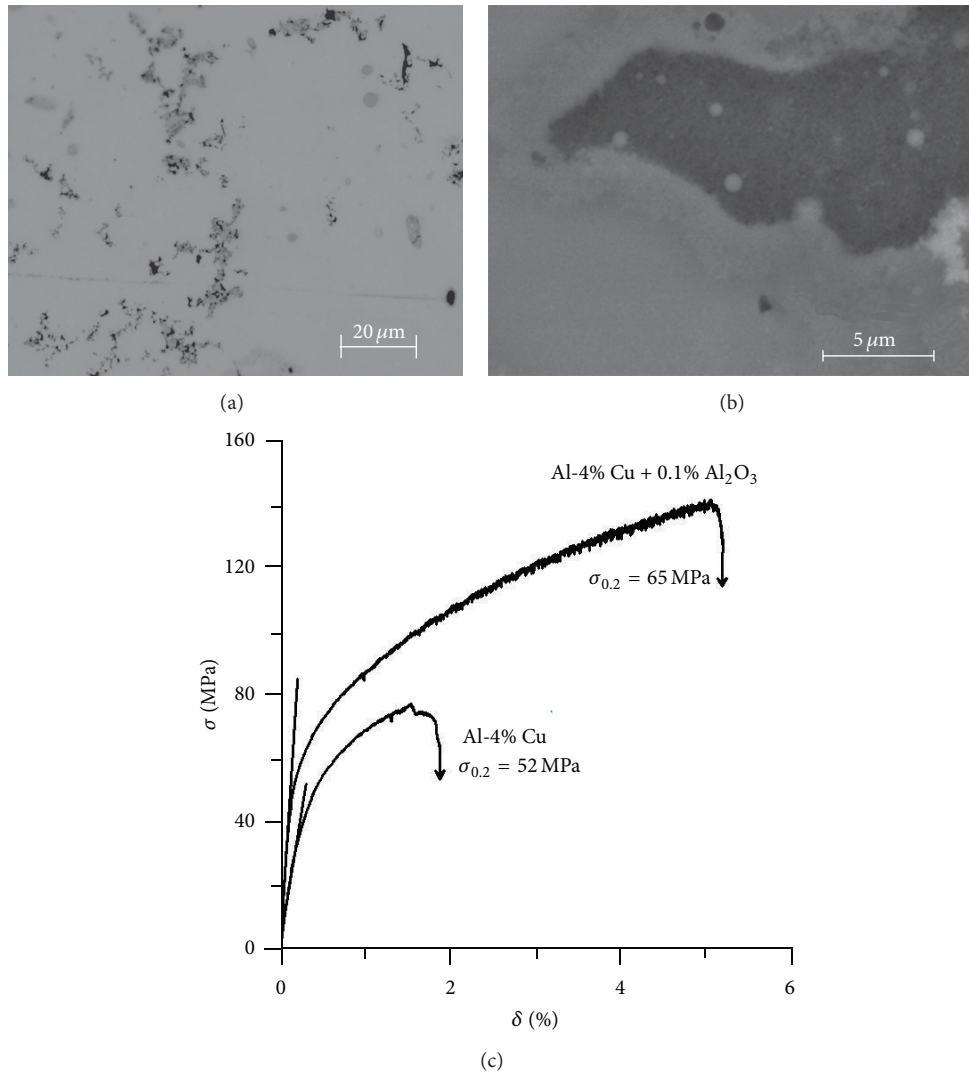 20 μm
5 μm
(a)
(b)
160
120
80
40
0
σ (MPa)
Al-4% Cu + 0.1% Al₂O₃
σ₀.₂ = 65 MPa
Al-4% Cu
σ₀.₂ = 52 MPa
0
2
4
6
δ (%)
(c)